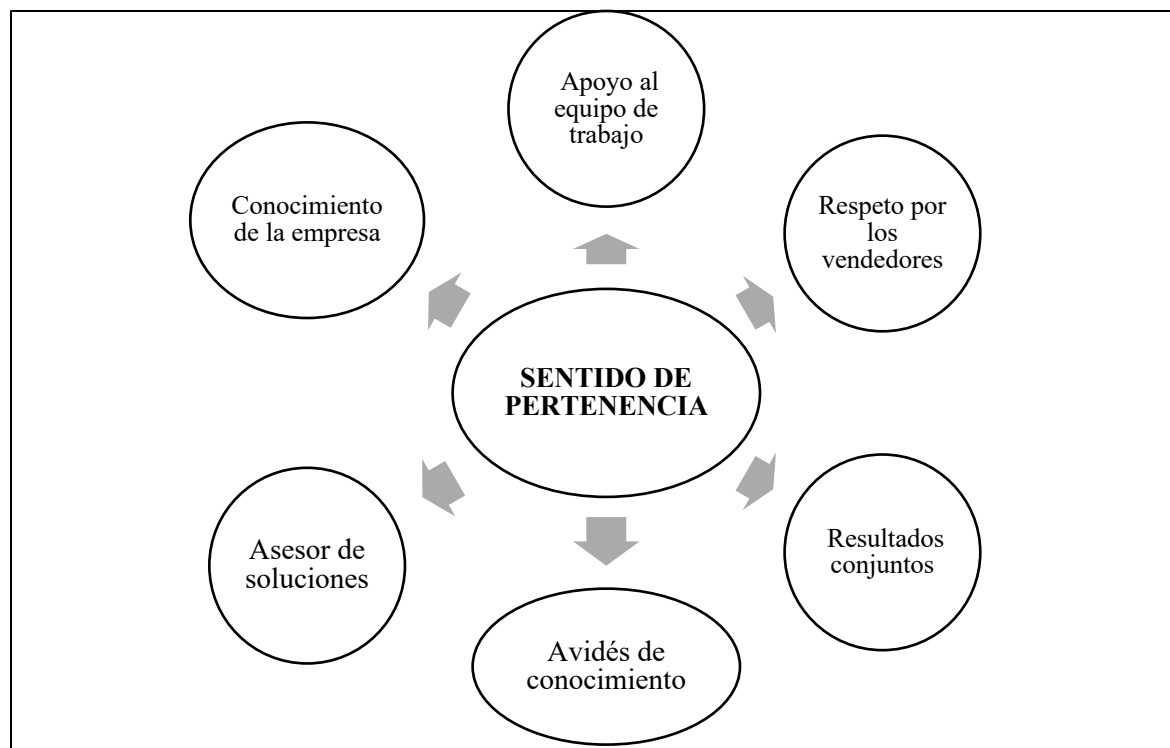 Apoyo al
equipo de
trabajo
Conocimiento
de la empresa
Respeto por
los
vendedores
SENTIDO DE
PERTENENCIA
Asesor de
soluciones
Resultados
conjuntos
Avidés de
conocimiento